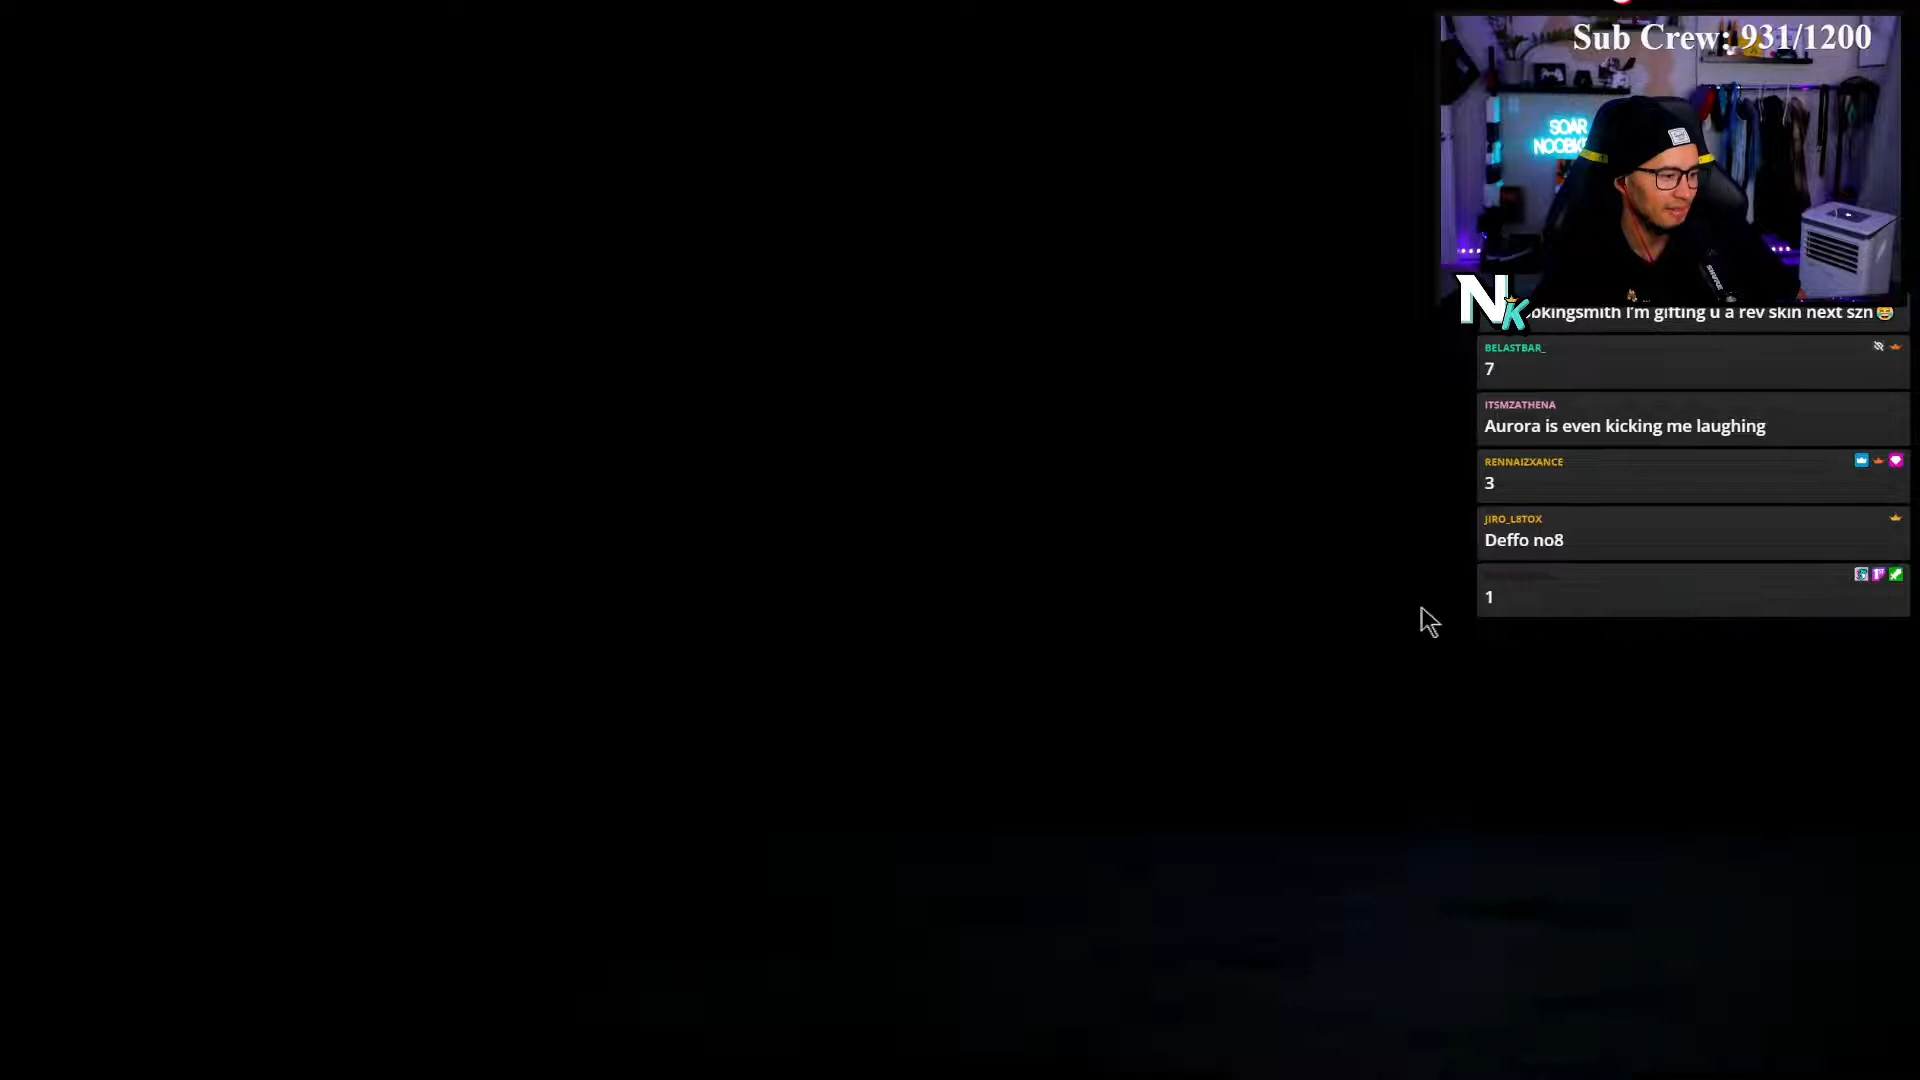 Sub Crew: 931/1200
SOAR
NK
okingsmith I'm gifting u a rev skin next szn😂
BELASTBAR_
7
ITSMZATHENA
Aurora is even kicking me laughing
RENNAIZXANCE
3
JIRO_L8TOX
Deffo no8
1